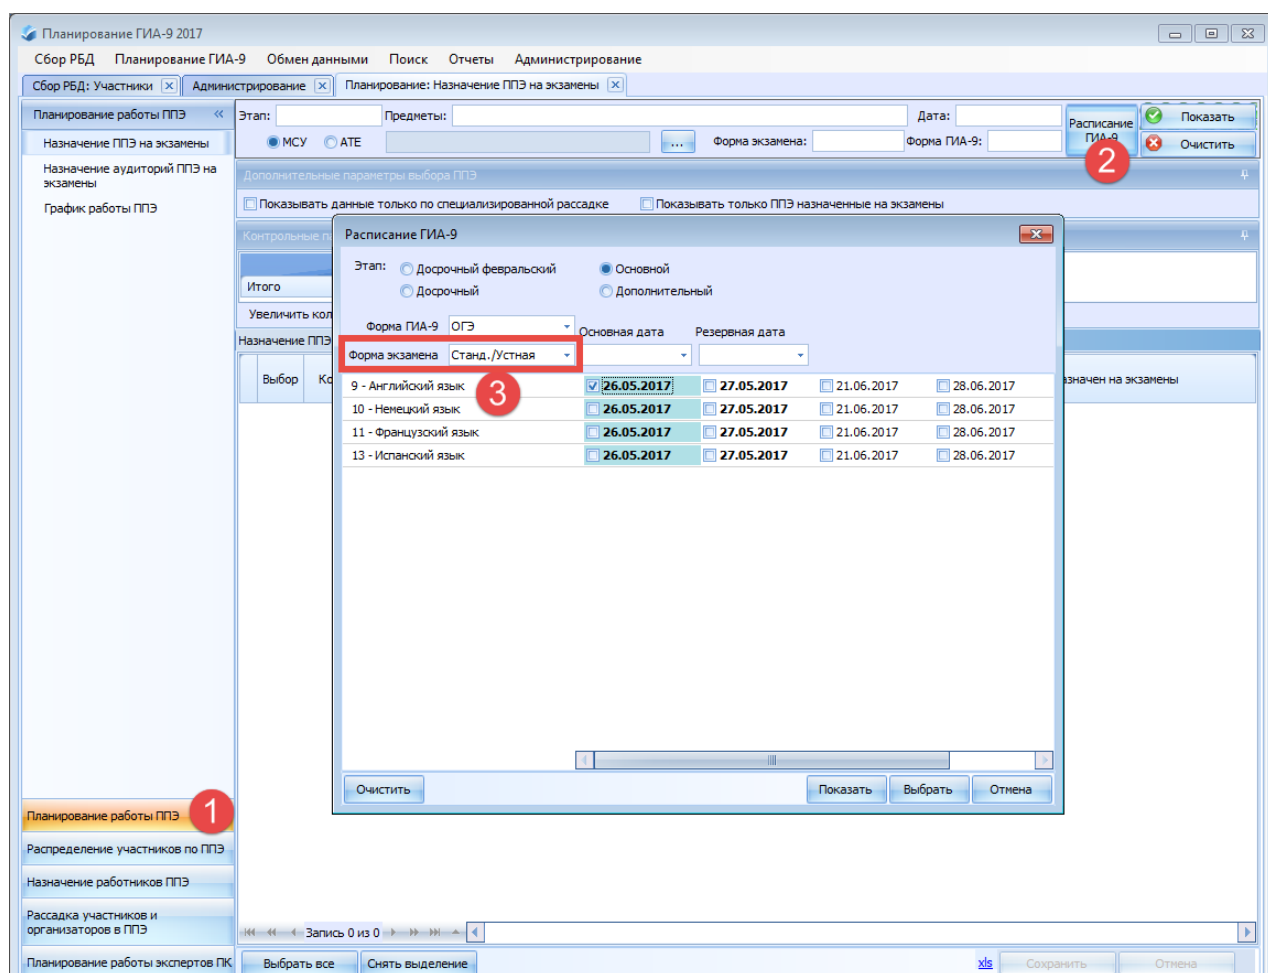 Планирование ГИА-9 2017
Сбор РБД Планирование ГИА-9 Обмен данными Поиск Отчеты Администрирование
Сбор РБД: Участники Администрирование Планирование: Назначение ППЭ на экзамены
Планирование работы ППЭ
Назначение ППЭ на экзамены
Назначение аудиторий ППЭ на
экзамены
График работы ППЭ
Этап: Предметы: Дата:
МСУ АТЕ ... Форма экзамена: Форма ГИА-9:
Расписание
ГИА-9
2
Показать
Очистить
Дополнительные параметры выбора ППЭ
Показывать данные только по специализированной рассадке Показывать только ППЭ назначенные на экзамены
Контрольные
Итого
Увеличить
Назначение ППЭ
Выбор
экзамены
Расписание ГИА-9
Этап: Досрочный февральский Основной
Досрочный Дополнительный
Форма ГИА-9 ОГЭ Основная дата Резервная дата
Форма экзамена Станд./Устная
3
9 - Английский язык 26.05.2017 27.05.2017 21.06.2017 28.06.2017
10 - Немецкий язык 26.05.2017 27.05.2017 21.06.2017 28.06.2017
11 - Французский язык 26.05.2017 27.05.2017 21.06.2017 28.06.2017
13 - Испанский язык 26.05.2017 27.05.2017 21.06.2017 28.06.2017
Очистить Показать Выбрать Отмена
Планирование работы ППЭ
1
Распределение участников по ППЭ
Назначение работников ППЭ
Рассадка участников и
организаторов в ППЭ
Планирование работы экспертов ПК
Запись 0 из 0
Выбрать все Снять выделение xls Сохранить Отмена